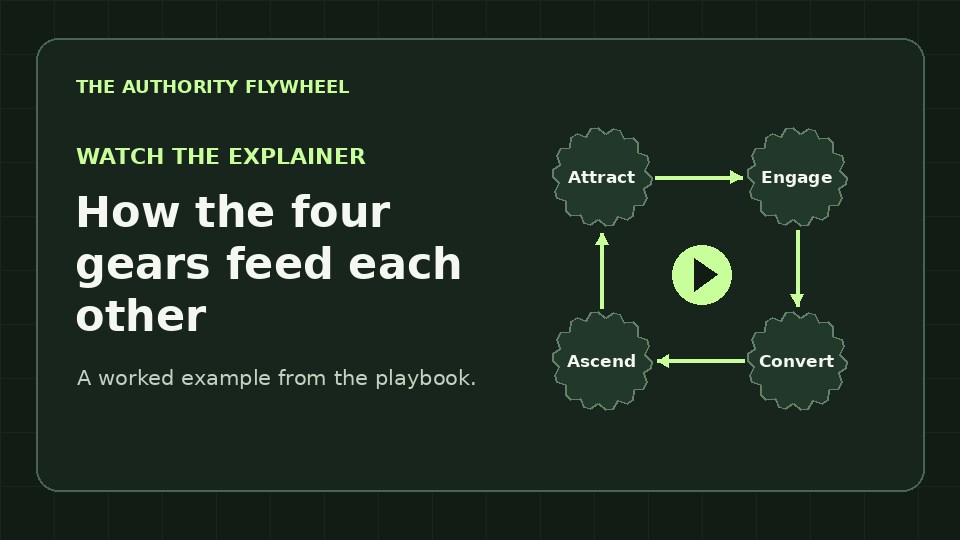 THE AUTHORITY FLYWHEEL
WATCH THE EXPLAINER
How the four
gears feed each
other
A worked example from the playbook.
Attract
Engage
Ascend
Convert